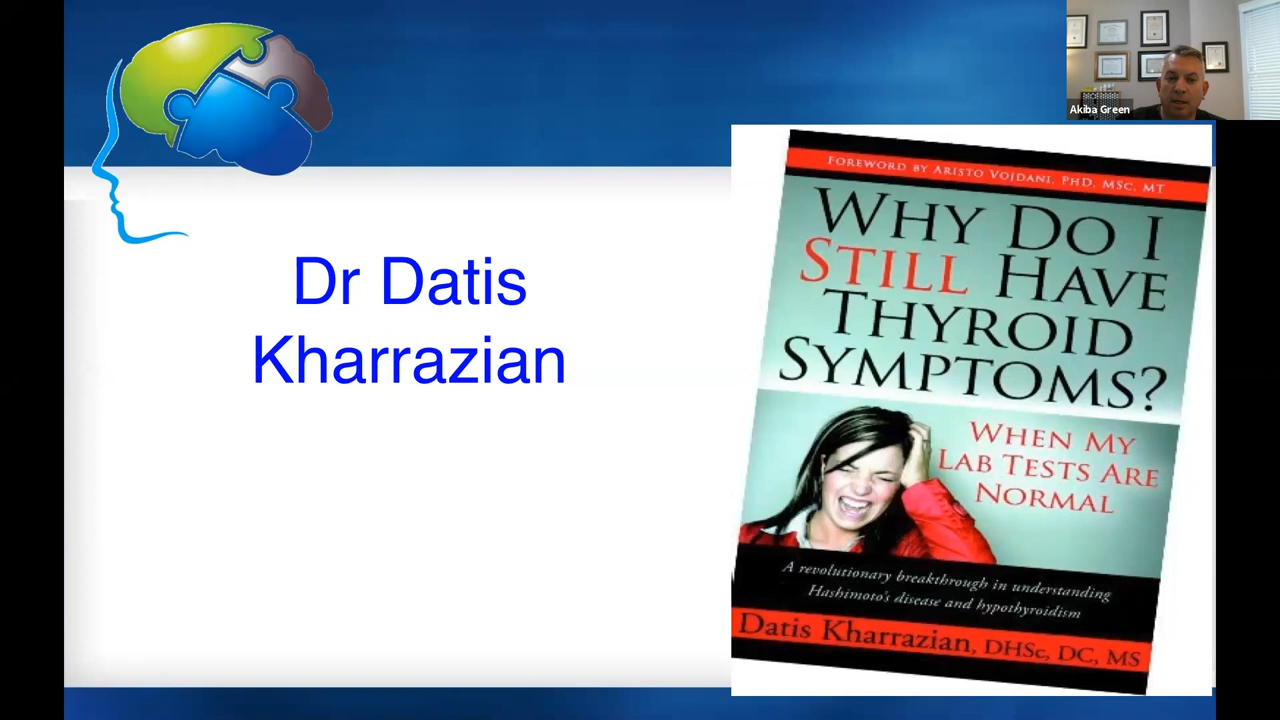 Akiba Green
Dr Datis
Kharrazian
FOREWORD BY ARISTO VOJDANI, PHD, MSC, MT
WHY DO I
STILL HAVE
THYROID
SYMPTOMS?
WHEN MY
LAB TESTS ARE
NORMAL
A revolutionary breakthrough in understanding
Hashimoto's disease and hypothyroidism
Datis Kharrazian, DHSc, DC, MS